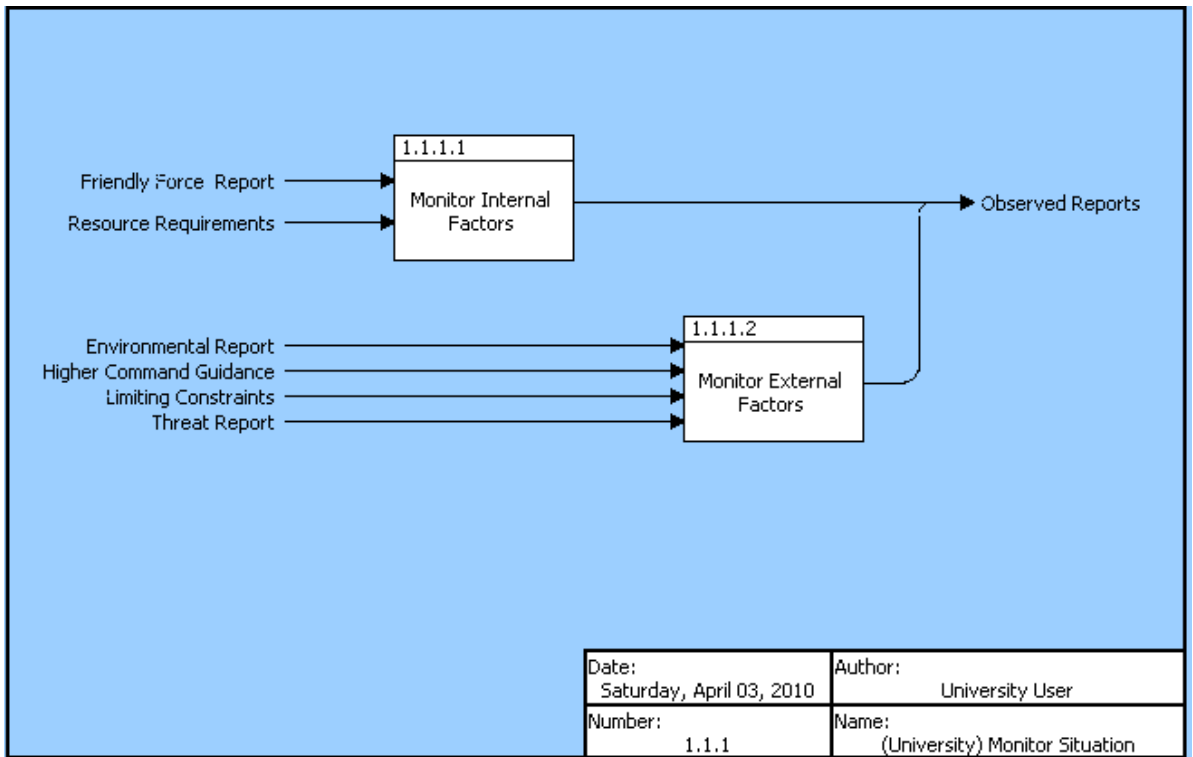 1.1.1.1
Friendly Force Report
Monitor Internal
Factors
Resource Requirements
Observed Reports
1.1.1.2
Environmental Report
Higher Command Guidance
Limiting Constraints
Threat Report
Monitor External
Factors
Date:
Saturday, April 03, 2010
Author:
University User
Number:
1.1.1
Name:
(University) Monitor Situation